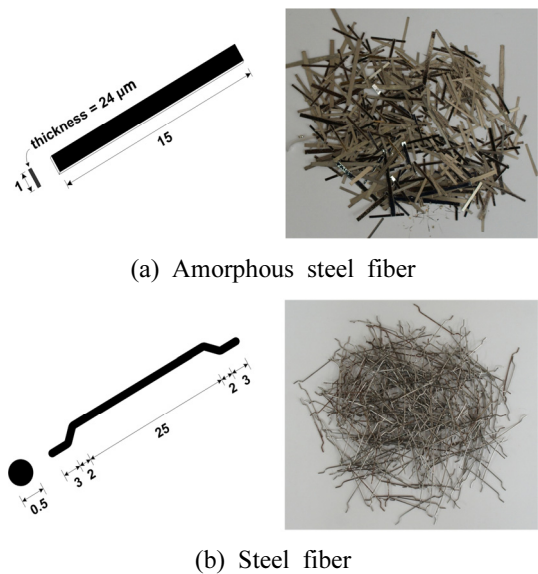 thickness = 24 μm
15
1
(a) Amorphous steel fiber
2
3
25
3
2
0.5
(b) Steel fiber